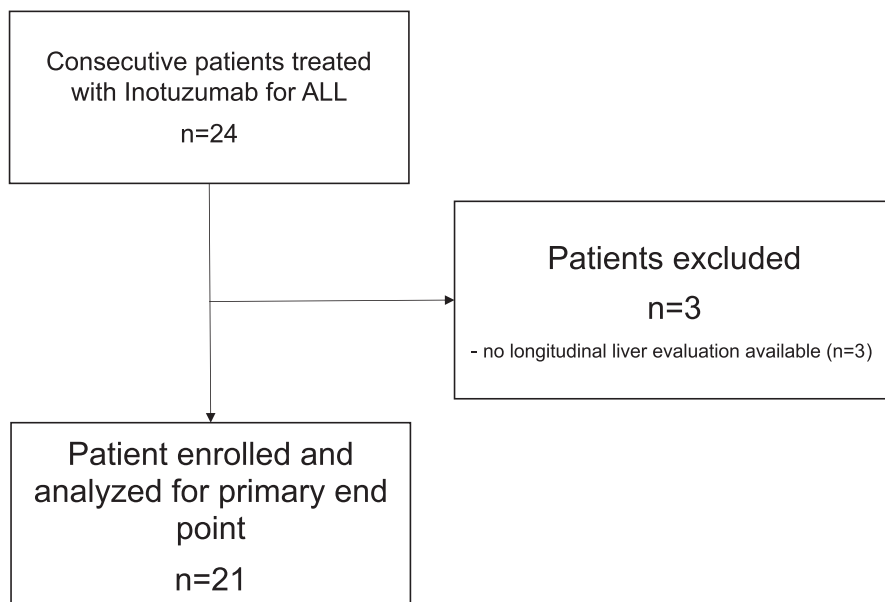 Consecutive patients treated
with Inotuzumab for ALL
n=24
Patients excluded
n=3
- no longitudinal liver evaluation available (n=3)
Patient enrolled and
analyzed for primary end
point
n=21